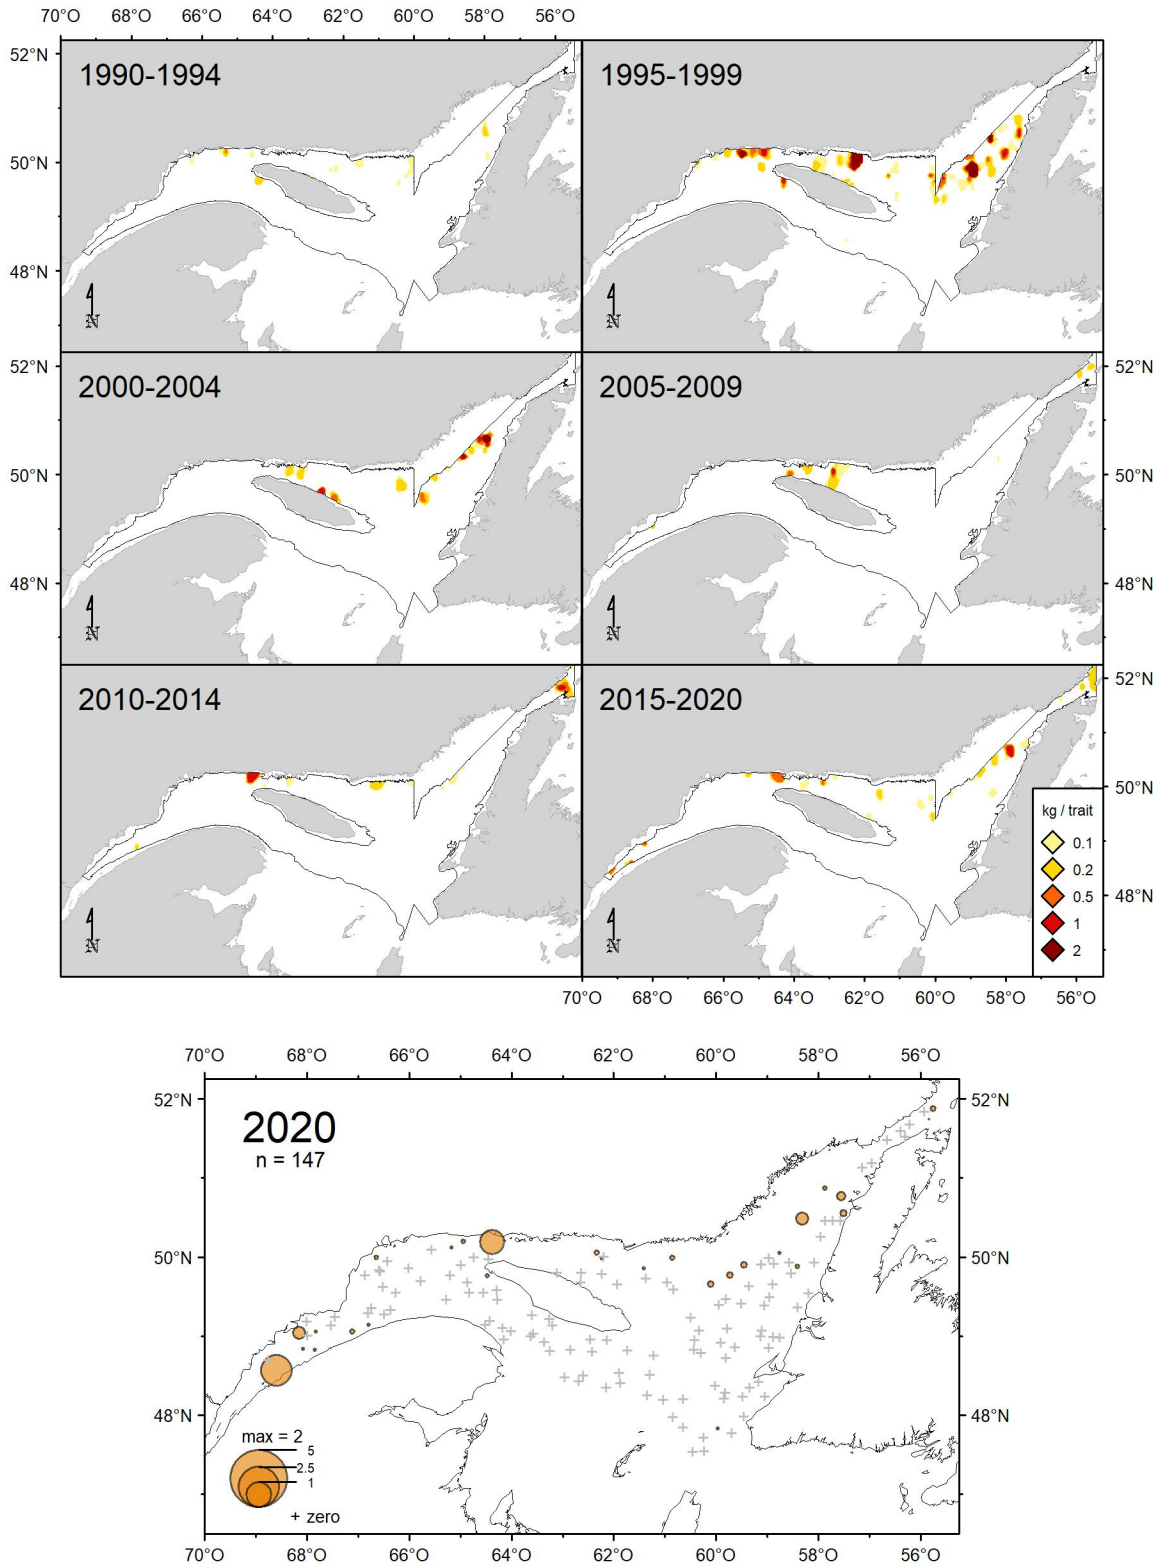 70°O 68°O 66°O 64°O 62°O 60°O 58°O 56°O
52°N
1990-1994
1995-1999
50°N
48°N
N
N
52°N
52°N
2000-2004
2005-2009
50°N
50°N
48°N
48°N
N
N
52°N
2010-2014
2015-2020
50°N
kg / trait
0.1
0.2
0.5
48°N
1
2
N
N
70°O 68°O 66°O 64°O 62°O 60°O 58°O 56°O
70°O 68°O 66°O 64°O 62°O 60°O 58°O 56°O
52°N
52°N
2020
n = 147
50°N
50°N
48°N
48°N
max = 2
5
2.5
1
+ zero
70°O 68°O 66°O 64°O 62°O 60°O 58°O 56°O